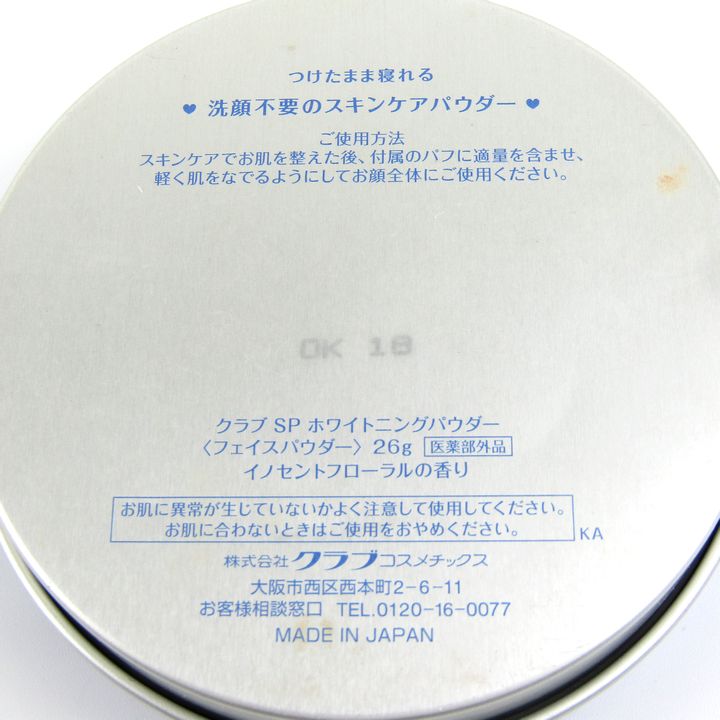 つけたまま寝れる
♥ 洗顔不要のスキンケアパウダー ♥
ご使用方法
スキンケアでお肌を整えた後、付属のパフに適量を含ませ、
軽く肌をなでるようにしてお顔全体にご使用ください。
OK 18
クラブ SP ホワイトニングパウダー
〈フェイスパウダー〉26g 医薬部外品
イノセントフローラルの香り
お肌に異常が生じていないかよく注意して使用してください。
お肌に合わないときはご使用をおやめください。
KA
株式会社クラブコスメチックス
大阪市西区西本町2-6-11
お客様相談窓口 TEL.0120-16-0077
MADE IN JAPAN